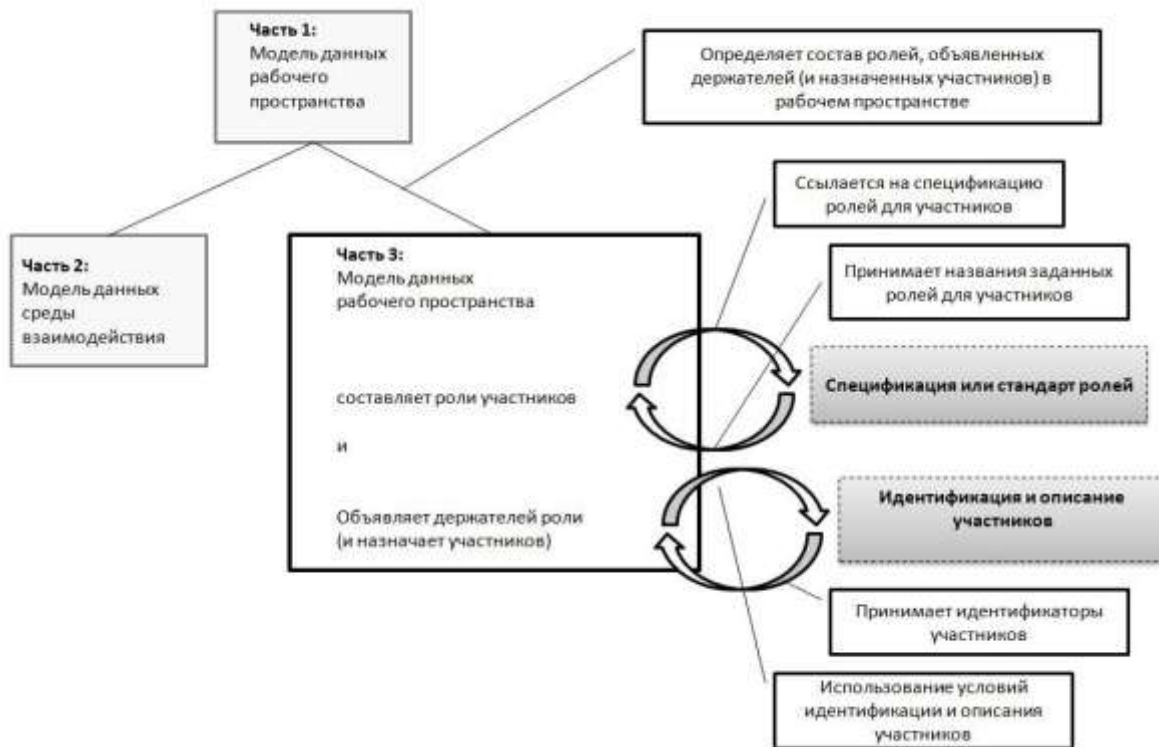 Часть 1:
Модель данных
рабочего
пространства
Определяет состав ролей, объявленных
держателей (и назначенных участников) в
рабочем пространстве
Ссылается на спецификацию
ролей для участников
Часть 2:
Модель данных
среды
взаимодействия
Часть 3:
Модель данных
рабочего пространства
Принимает названия заданных
ролей для участников
составляет роли участников
и
Объявляет держателей роли
(и назначает участников)
Спецификация или стандарт ролей
Идентификация и описание
участников
Принимает идентификаторы
участников
Использование условий
идентификации и описания
участников